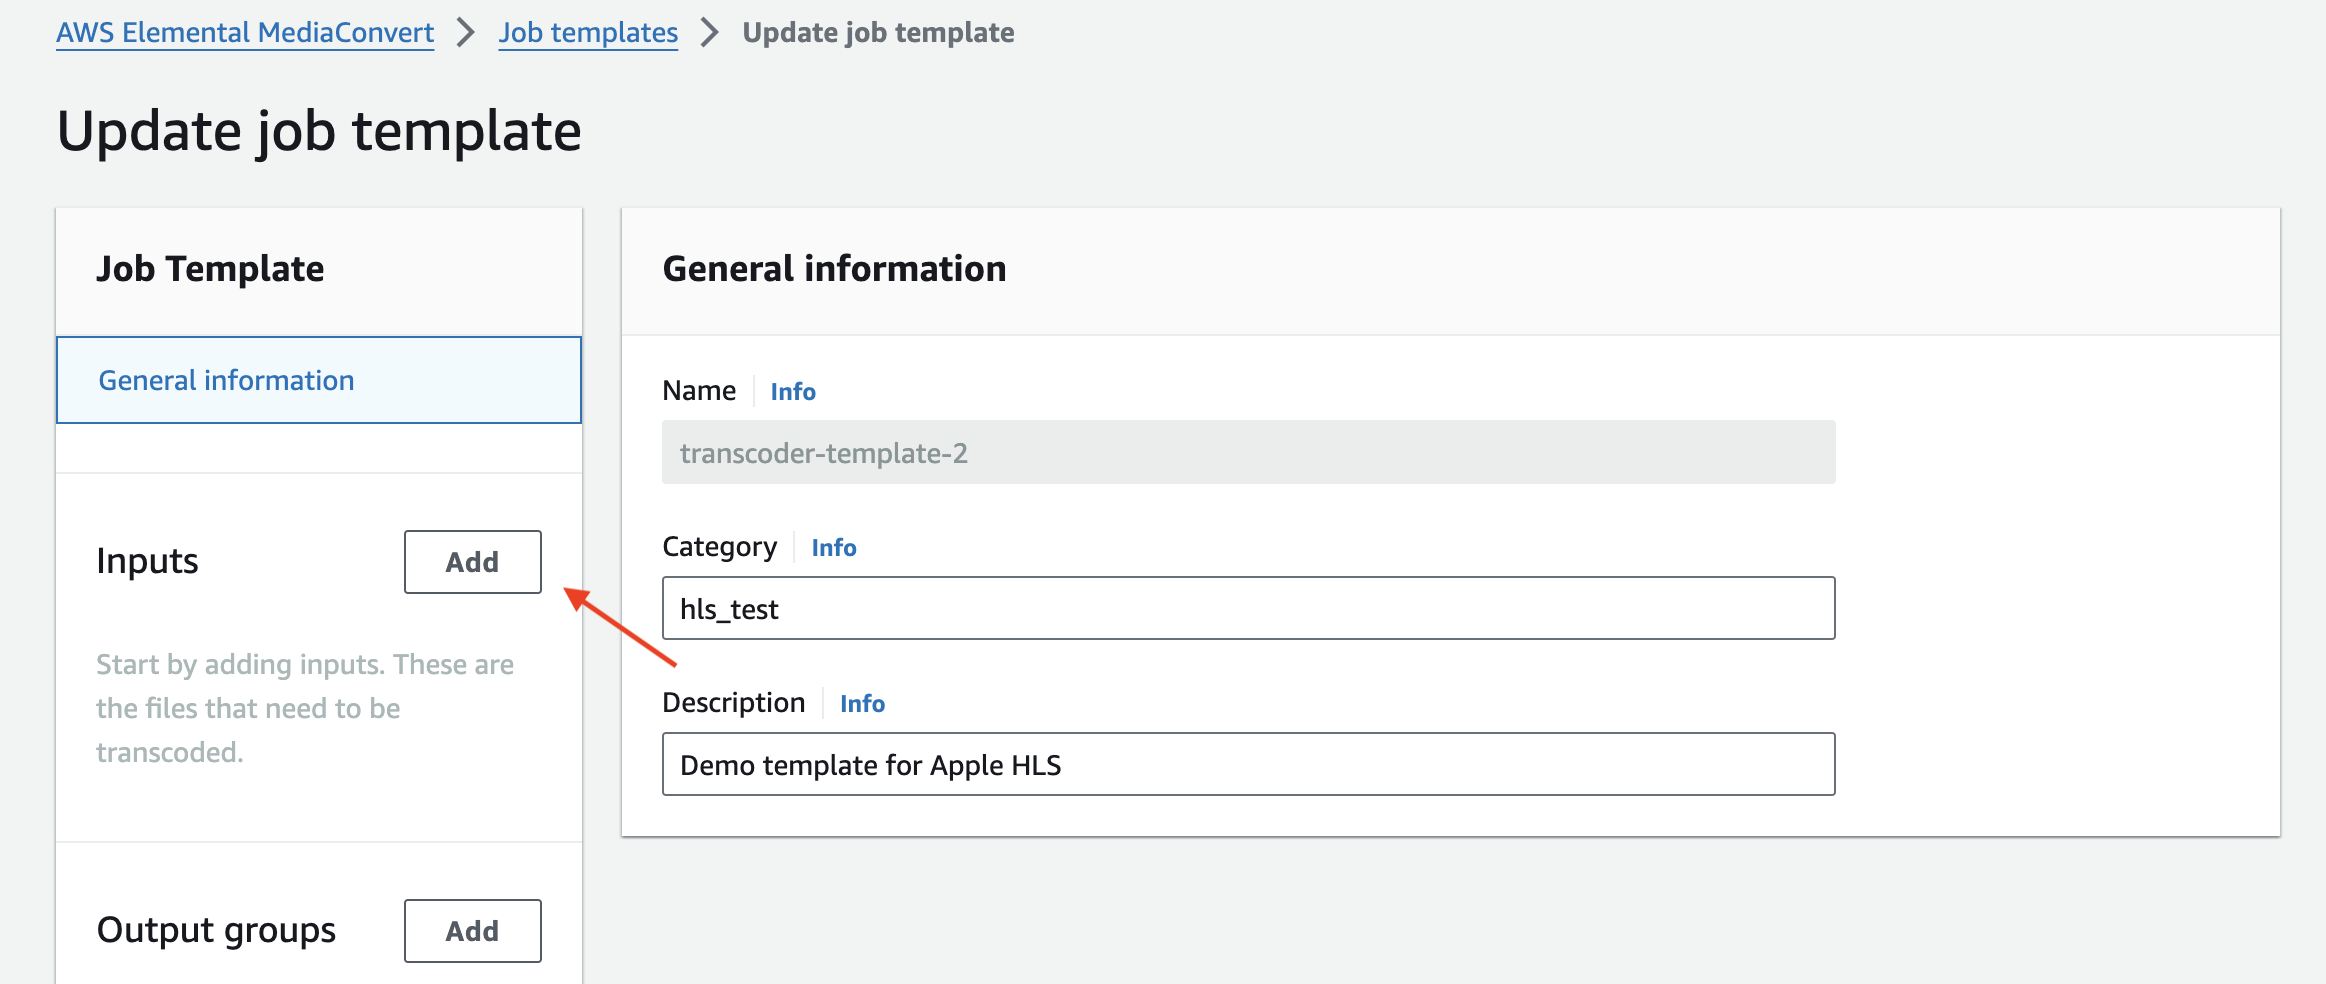 AWS Elemental MediaConvert > Job templates > Update job template
Update job template
Job Template
General information
Inputs
Add
Start by adding inputs. These are
the files that need to be
transcoded.
Output groups
Add
General information
Name Info
transcoder-template-2
Category Info
hls_test
Description Info
Demo template for Apple HLS